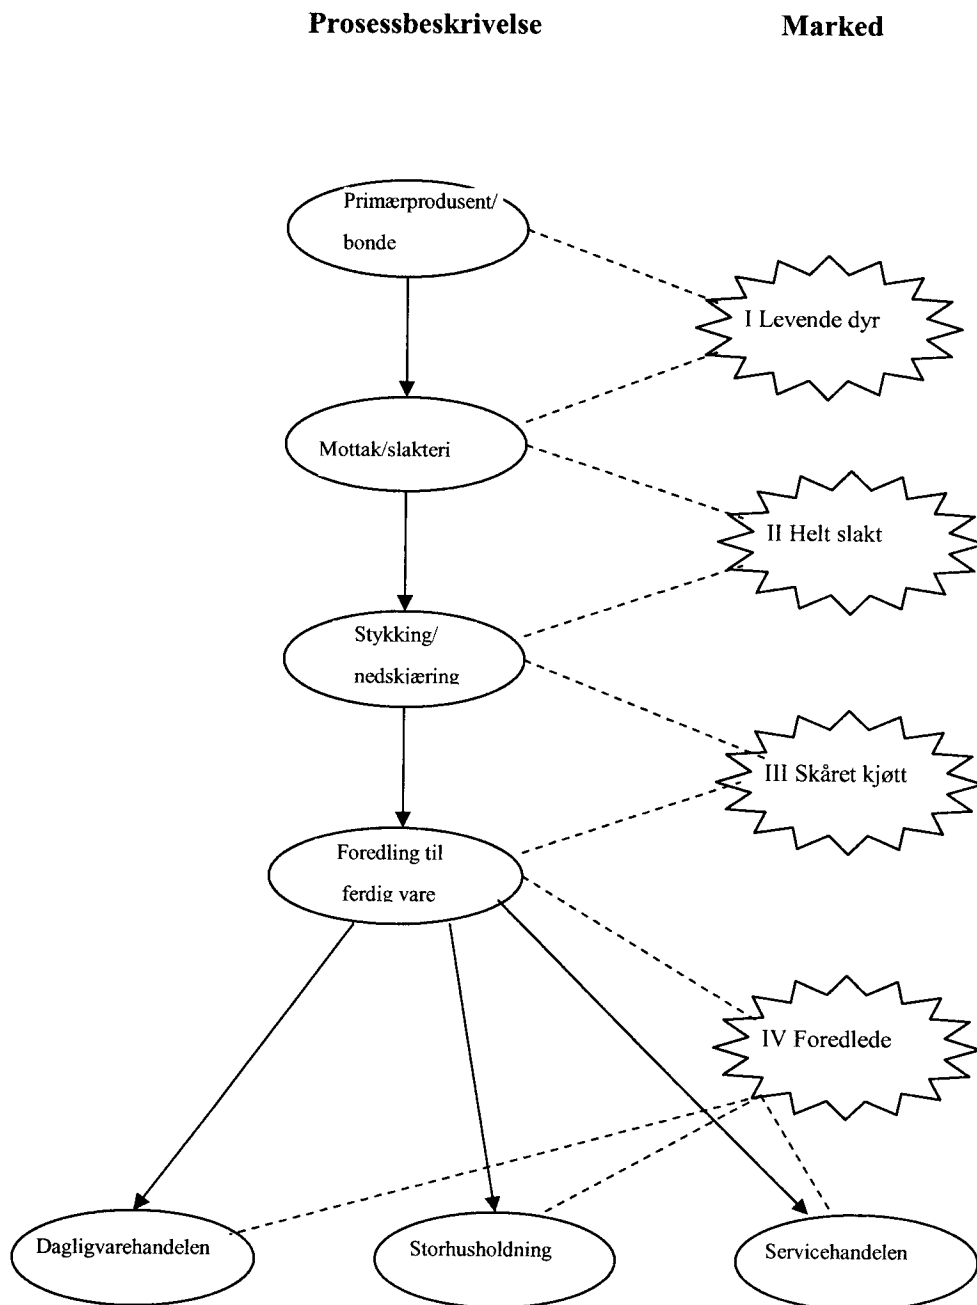 Prosessbeskrivelse Marked
Primærprodusent/
bonde
I Levende dyr
Mottak/slakteri
II Helt slakt
Stykking/
nedskjæring
III Skåret kjøtt
Foredling til
ferdig vare
IV Foredlede
Dagligvarehandelen
Storhusholdning
Servicehandelen